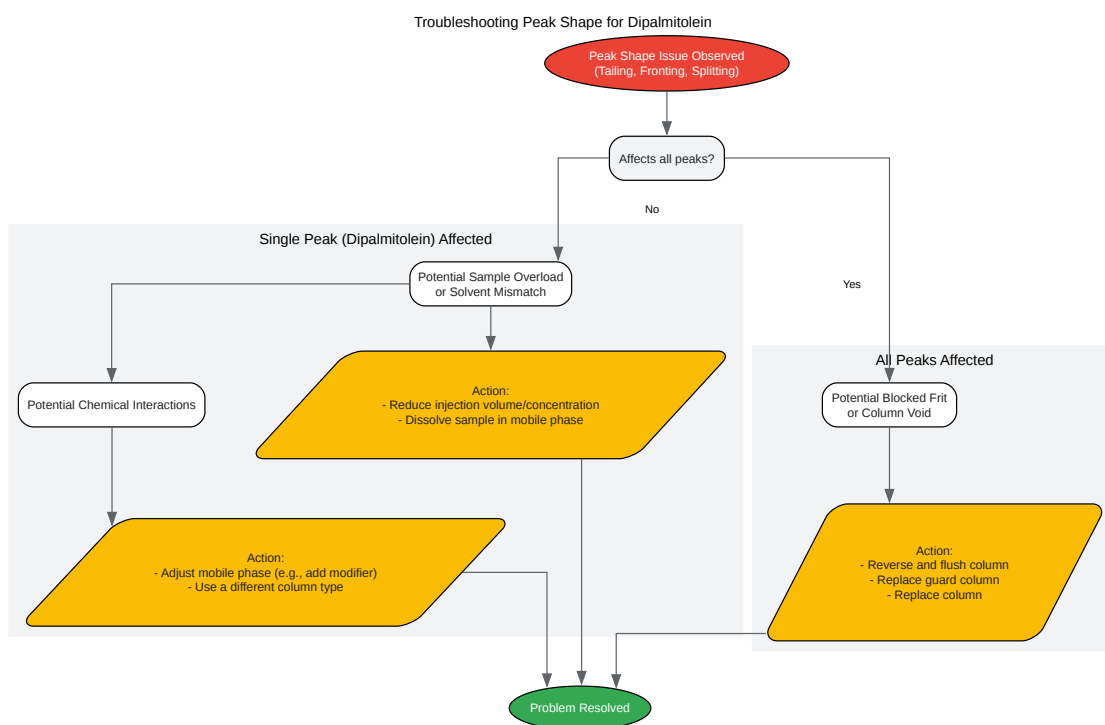 Troubleshooting Peak Shape for Dipalmitolein
Peak Shape Issue Observed
(Tailing, Fronting, Splitting)
Affects all peaks?
No
Yes
Single Peak (Dipalmitolein) Affected
Potential Sample Overload
or Solvent Mismatch
Action:
- Reduce injection volume/concentration
- Dissolve sample in mobile phase
Potential Chemical Interactions
Action:
- Adjust mobile phase (e.g., add modifier)
- Use a different column type
All Peaks Affected
Potential Blocked Frit
or Column Void
Action:
- Reverse and flush column
- Replace guard column
- Replace column
Problem Resolved